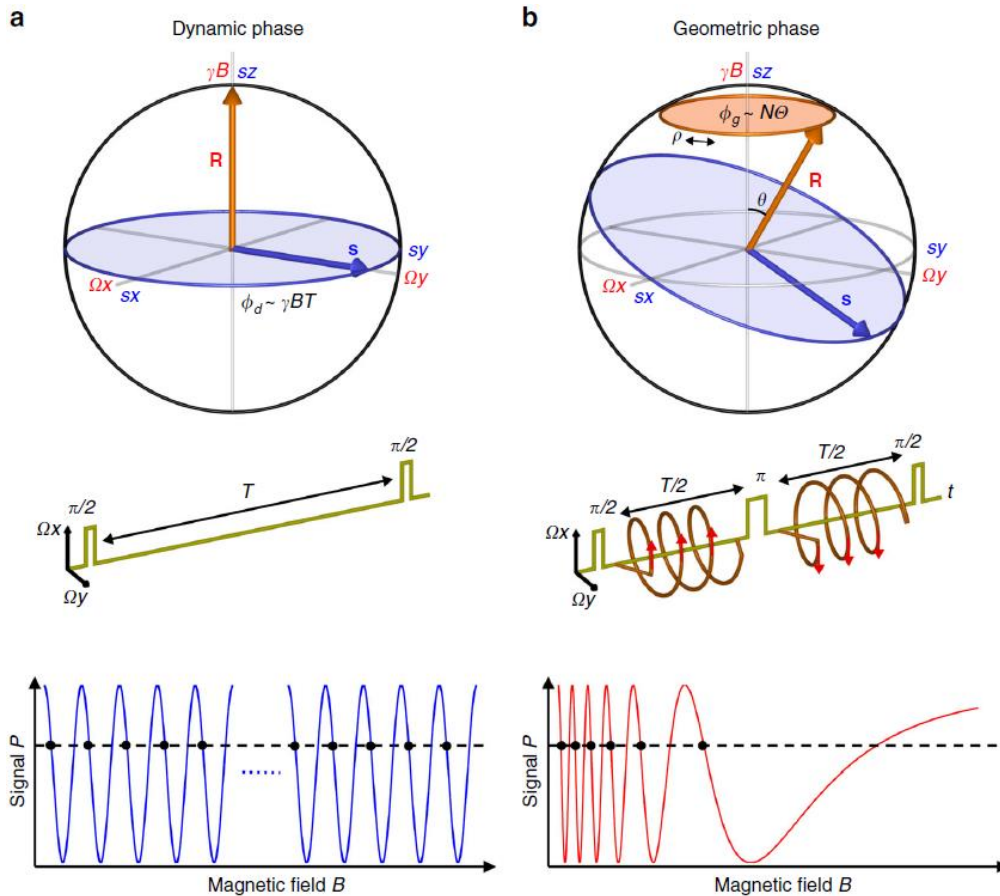 a
Dynamic phase
γB sz
R
s
sy
Ωx
sx
Ωy
ϕd ~ γBT
π/2
T
π/2
Ωx
Ωy
Signal P
Magnetic field B
b
Geometric phase
γB sz
ϕg ~ NΘ
ρ
R
θ
s
sy
Ωx
sx
Ωy
π/2
T/2
π
T/2
π/2
t
Ωx
Ωy
Signal P
Magnetic field B